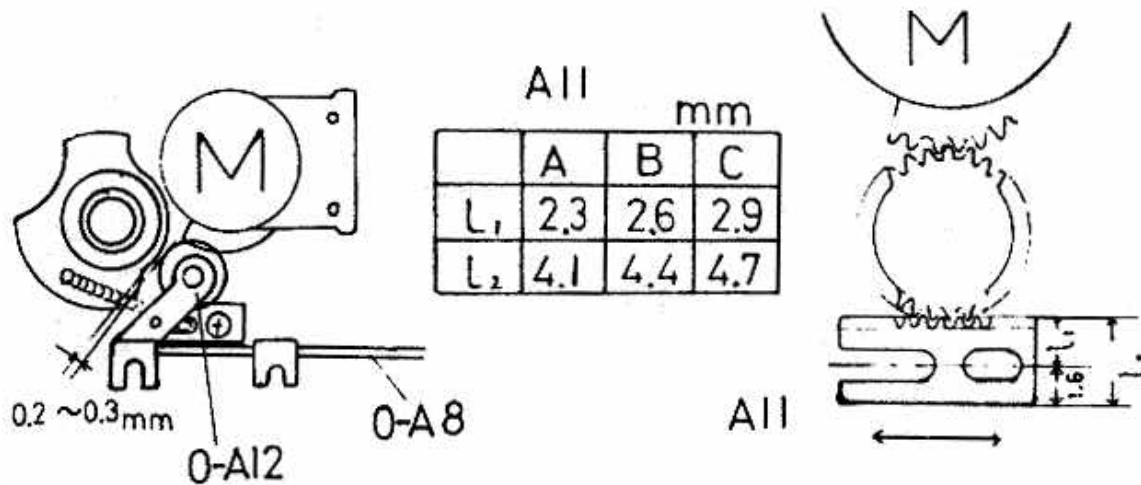 M
0.2 ~0.3mm
0-A12
0-A8
A11
mm
A B C
L₁ 2.3 2.6 2.9
L₂ 4.1 4.4 4.7
M
l₁
1.6
A11